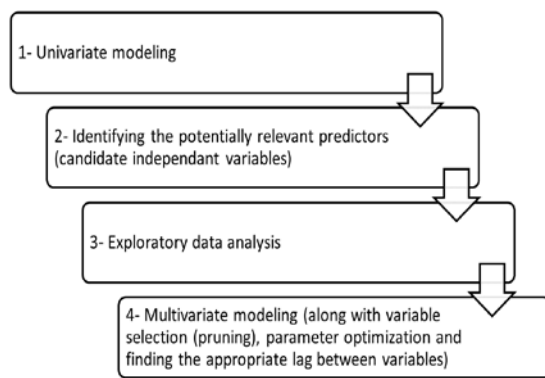 1- Univariate modeling
2- Identifying the potentially relevant predictors
(candidate independant variables)
3- Exploratory data analysis
4- Multivariate modeling (along with variable
selection (pruning), parameter optimization and
finding the appropriate lag between variables)